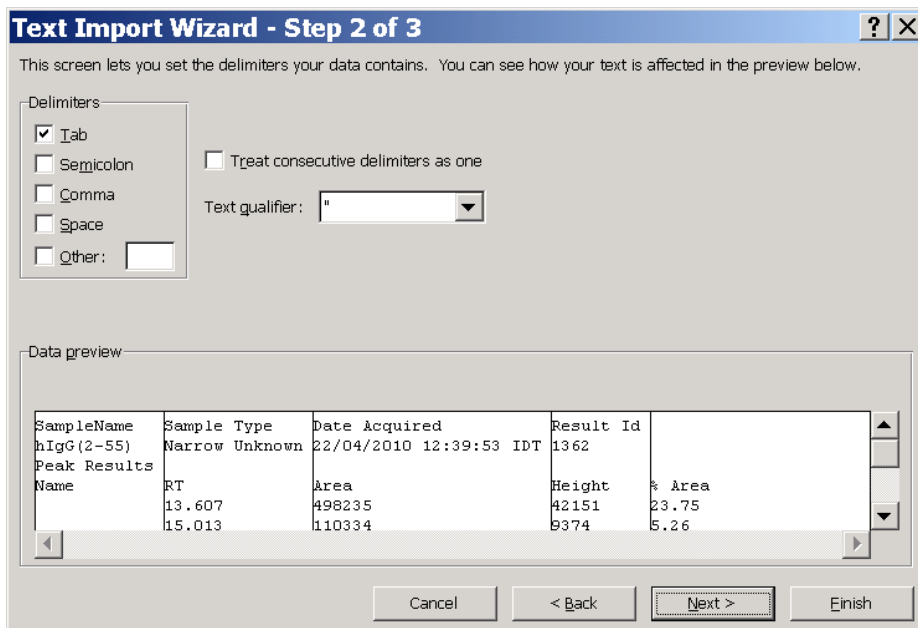 Text Import Wizard - Step 2 of 3
This screen lets you set the delimiters your data contains. You can see how your text is affected in the preview below.
Delimiters
Tab
Semicolon
Comma
Space
Other:
Treat consecutive delimiters as one
Text qualifier: "
Data preview
SampleName Sample Type Date Acquired Result Id
hIgG(2-55) Narrow Unknown 22/04/2010 12:39:53 IDT 1362
Peak Results
Name RT Area Height % Area
13.607 498235 42151 23.75
15.013 110334 9374 5.26
Cancel < Back Next > Finish